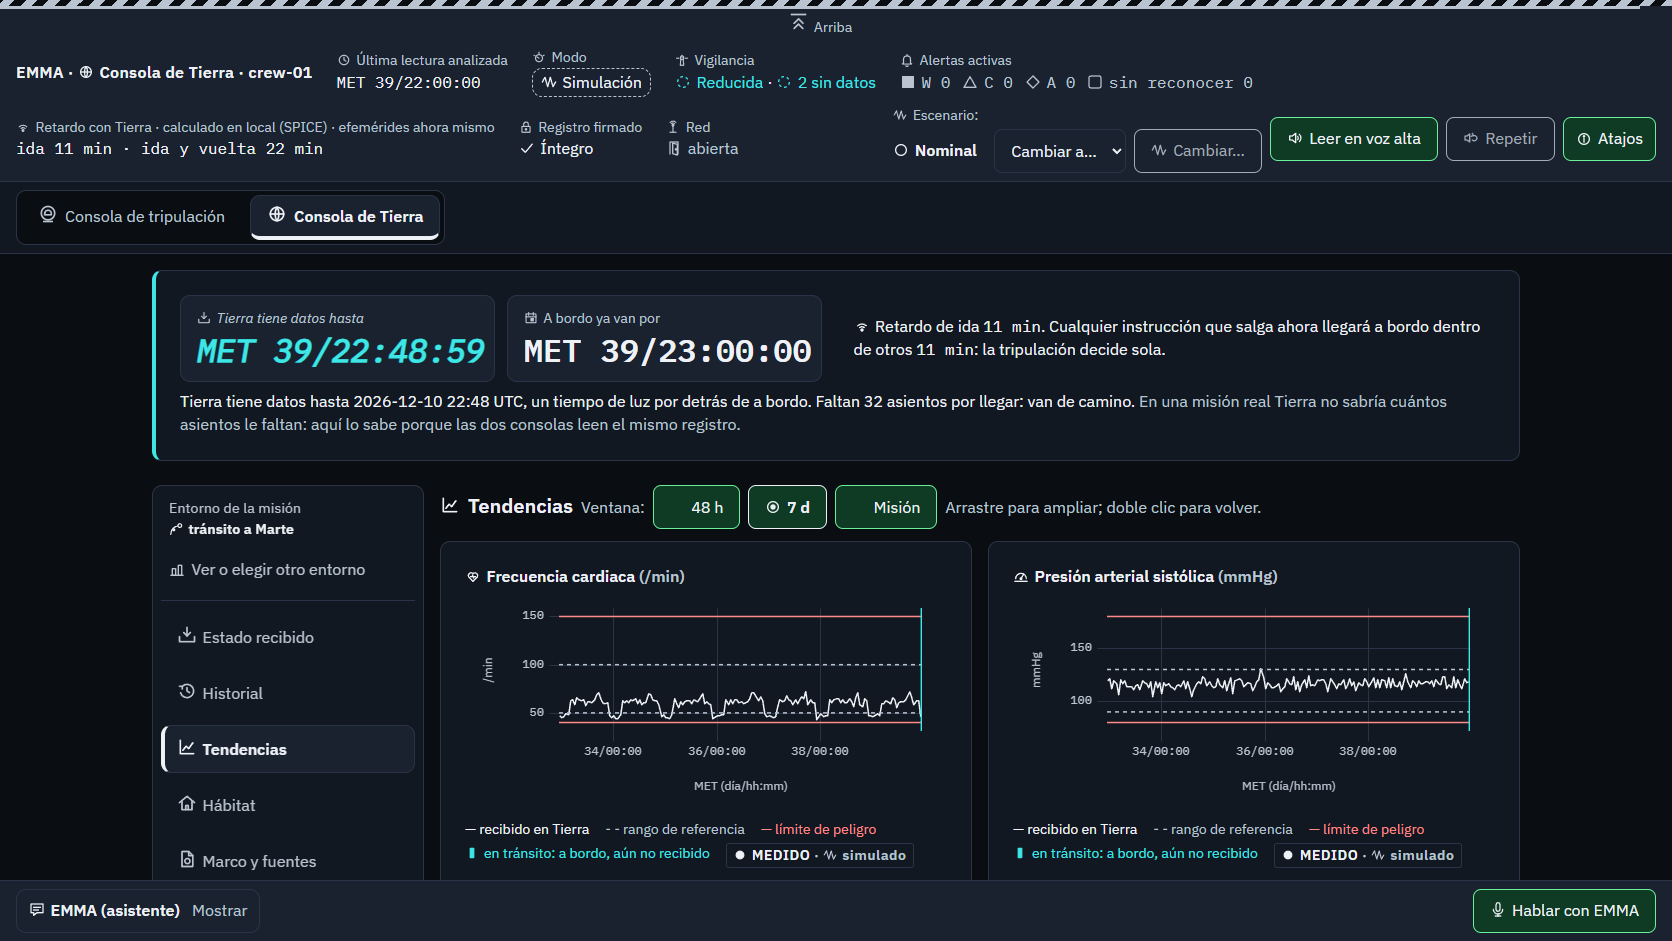 Arriba
EMMA · Consola de Tierra · crew-01
Última lectura analizada
MET 39/22:00:00
Modo
Simulación
Vigilancia
Reducida · 2 sin datos
Alertas activas
W 0 C 0 A 0 sin reconocer 0
Retardo con Tierra · calculado en local (SPICE) · efemérides ahora mismo
ida 11 min · ida y vuelta 22 min
Registro firmado
Íntegro
Red
abierta
Escenario:
Nominal
Cambiar a...
Cambiar...
Leer en voz alta
Repetir
Atajos
Consola de tripulación
Consola de Tierra
Tierra tiene datos hasta
MET 39/22:48:59
A bordo ya van por
MET 39/23:00:00
Retardo de ida 11 min. Cualquier instrucción que salga ahora llegará a bordo dentro
de otros 11 min: la tripulación decide sola.
Tierra tiene datos hasta 2026-12-10 22:48 UTC, un tiempo de luz por detrás de a bordo. Faltan 32 asientos por llegar: van de camino. En una misión real Tierra no sabría cuántos
asientos le faltan: aquí lo sabe porque las dos consolas leen el mismo registro.
Entorno de la misión
tránsito a Marte
Ver o elegir otro entorno
Estado recibido
Historial
Tendencias
Hábitat
Marco y fuentes
Tendencias Ventana: 48 h 7 d Misión Arrastre para ampliar; doble clic para volver.
Frecuencia cardiaca (/min)
150
100
50
/min
34/00:00 36/00:00 38/00:00
MET (día/hh:mm)
— recibido en Tierra - - rango de referencia — límite de peligro
en tránsito: a bordo, aún no recibido
MEDIDO · simulado
Presión arterial sistólica (mmHg)
150
100
mmHg
34/00:00 36/00:00 38/00:00
MET (día/hh:mm)
— recibido en Tierra - - rango de referencia — límite de peligro
en tránsito: a bordo, aún no recibido
MEDIDO · simulado
EMMA (asistente) Mostrar
Hablar con EMMA